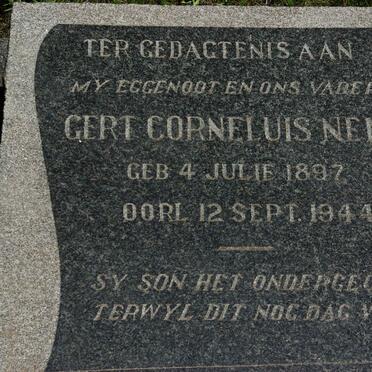 TER GEDAGTENIS AAN
MY EGGENOOT EN ONS VADER
GERT CORNELUIS NE
GEB 4 JULIE 1897
OORL 12 SEPT. 1944
SY SON HET ONDERGE
TERWYL DIT NOG DAG